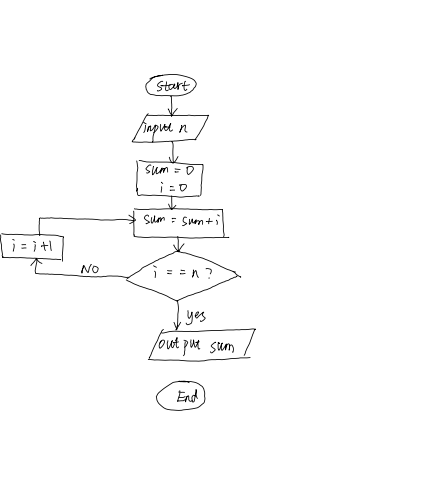 Start
input n
sum = 0
i = 0
sum = sum + i
i = i + 1
NO
i = = n ?
yes
output sum
End